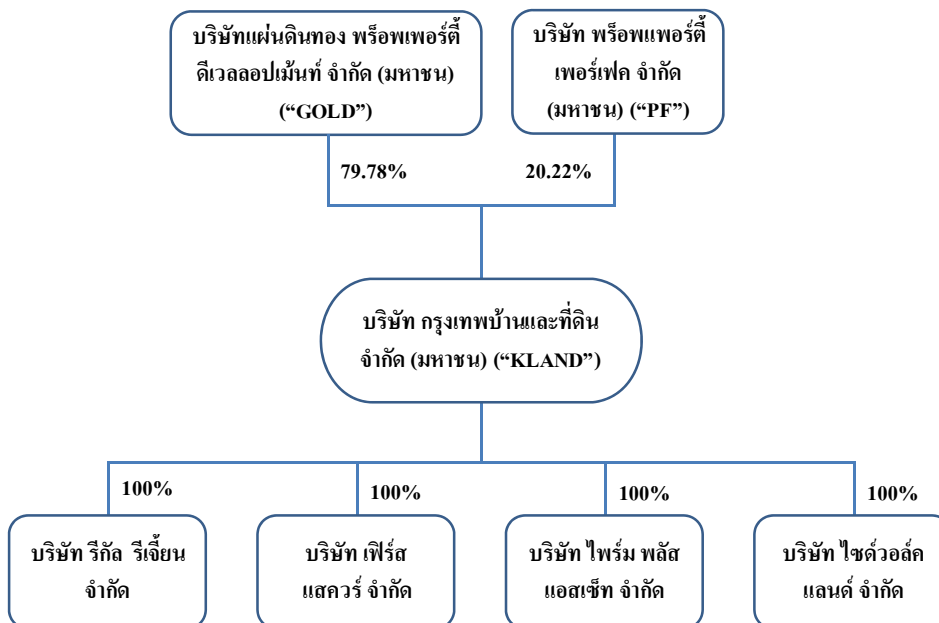 บริษัทแผ่นดินทอง พร็อพเพอร์ตี้
ดีเวลลอปเม้นท์ จำกัด (มหาชน)
(“GOLD”)
บริษัท พร็อพแพอร์ตี้
เพอร์เฟค จำกัด
(มหาชน) (“PF”)
79.78%
20.22%
บริษัท กรุงเทพบ้านและที่ดิน
จำกัด (มหาชน) (“KLAND”)
100%
100%
100%
100%
บริษัท รีกัล รีเจี้ยน
จำกัด
บริษัท เฟิร์ส
แสควร์ จำกัด
บริษัท ไพร์ม พลัส
แอสเซ็ท จำกัด
บริษัท ไซด์วอล์ค
แลนด์ จำกัด